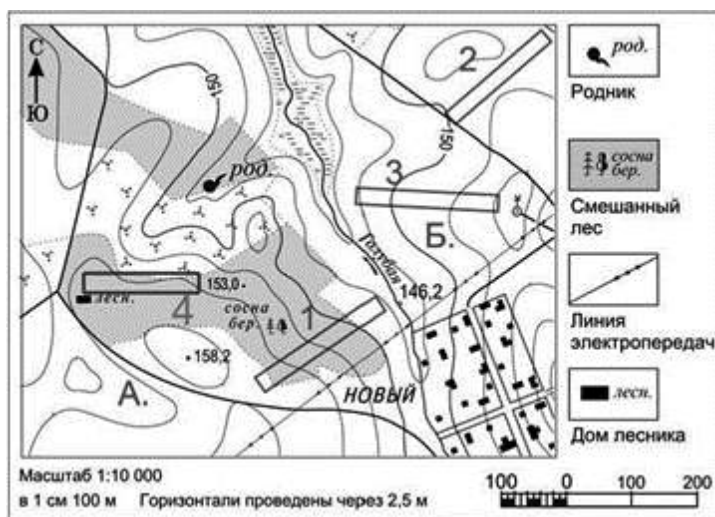 С
Ю
150
род.
2
150
3
Голубая
Б.
146,2
лесн.
153,0
4
сосна
бер.
1
158,2
А.
НОВЫЙ
род.
Родник
сосна
бер.
Смешанный
лес
Линия
электропередач
лесн.
Дом лесника
Масштаб 1:10 000
в 1 см 100 м Горизонтали проведены через 2,5 м
100 0 100 200